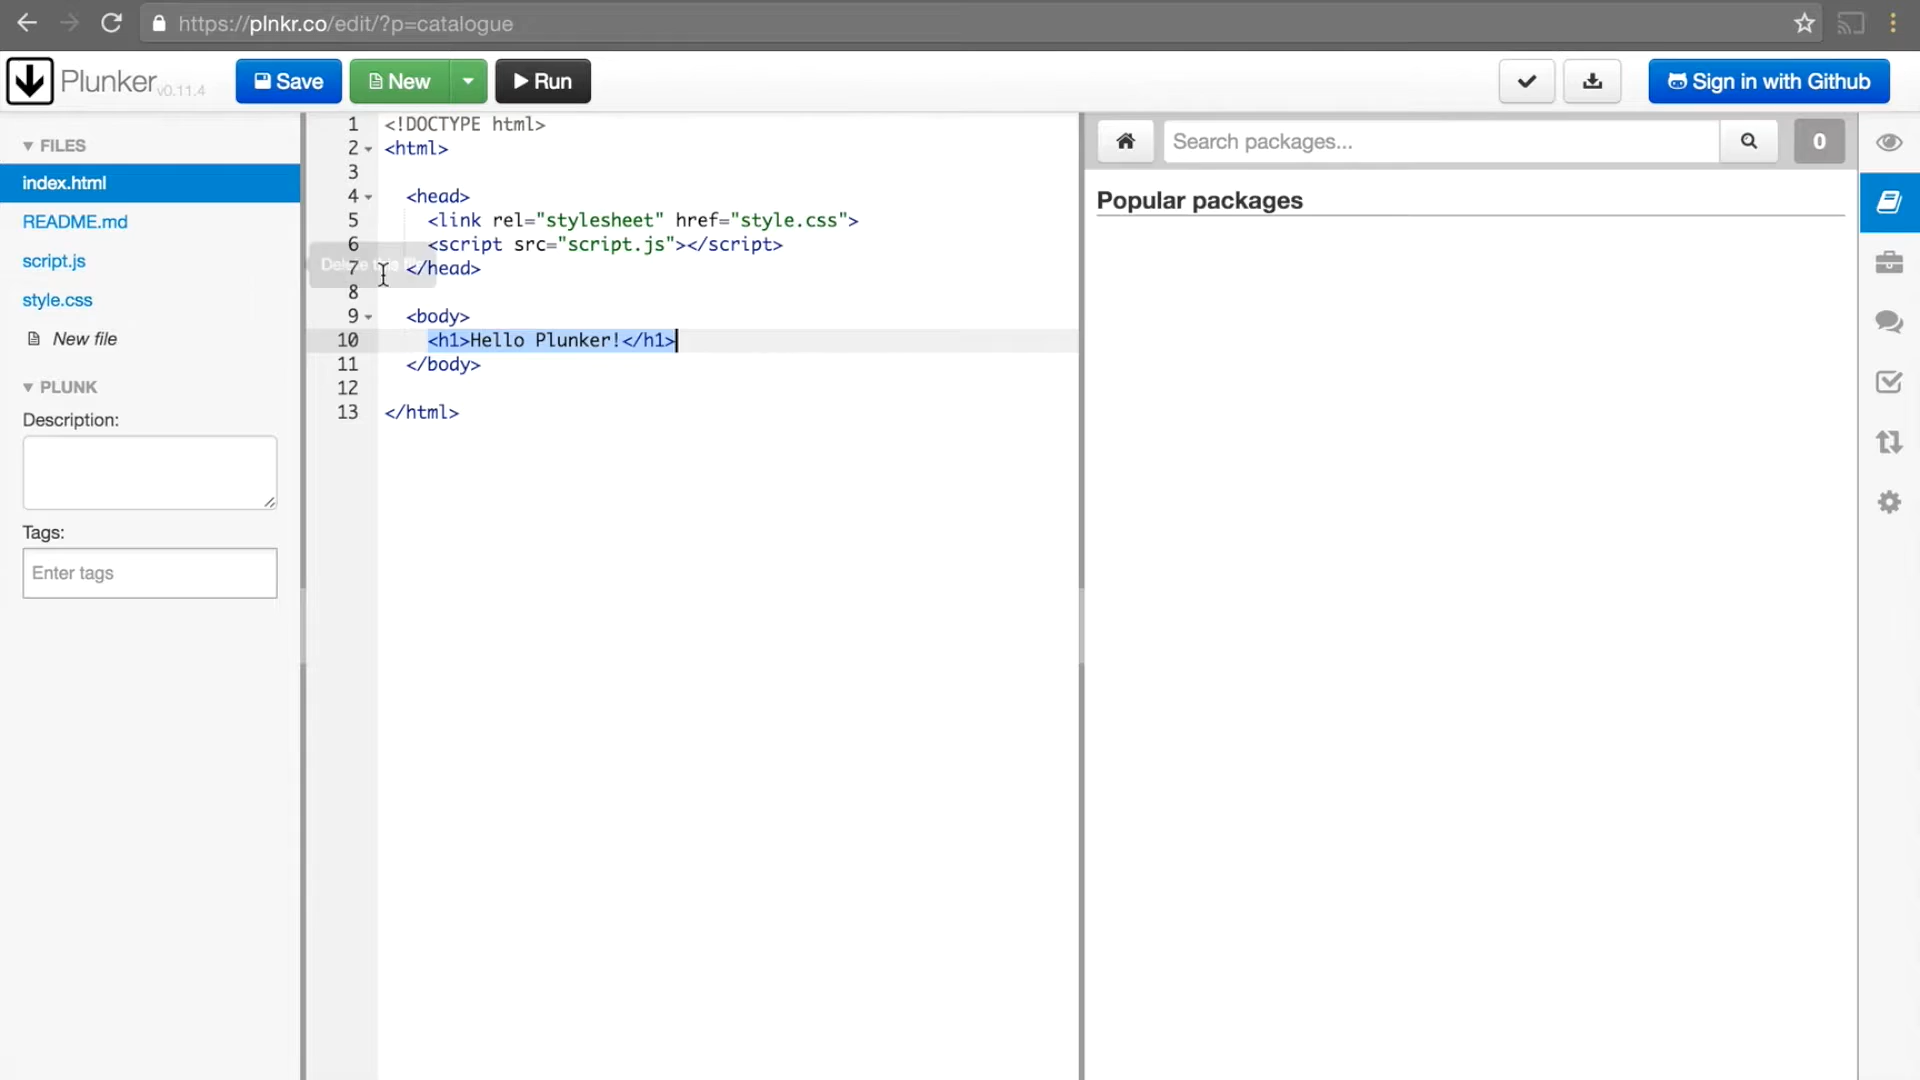 https://plnkr.co/edit/?p=catalogue
Plunker v0.11.4
Save
New
Run
Sign in with Github
FILES
index.html
README.md
script.js
style.css
New file
PLUNK
Description:
Tags:
Enter tags
1 <!DOCTYPE html>
2 <html>
3
4 <head>
5 <link rel="stylesheet" href="style.css">
6 <script src="script.js"></script>
7 </head>
8
9 <body>
10 <h1>Hello Plunker!</h1>
11 </body>
12
13 </html>
Search packages...
0
Popular packages